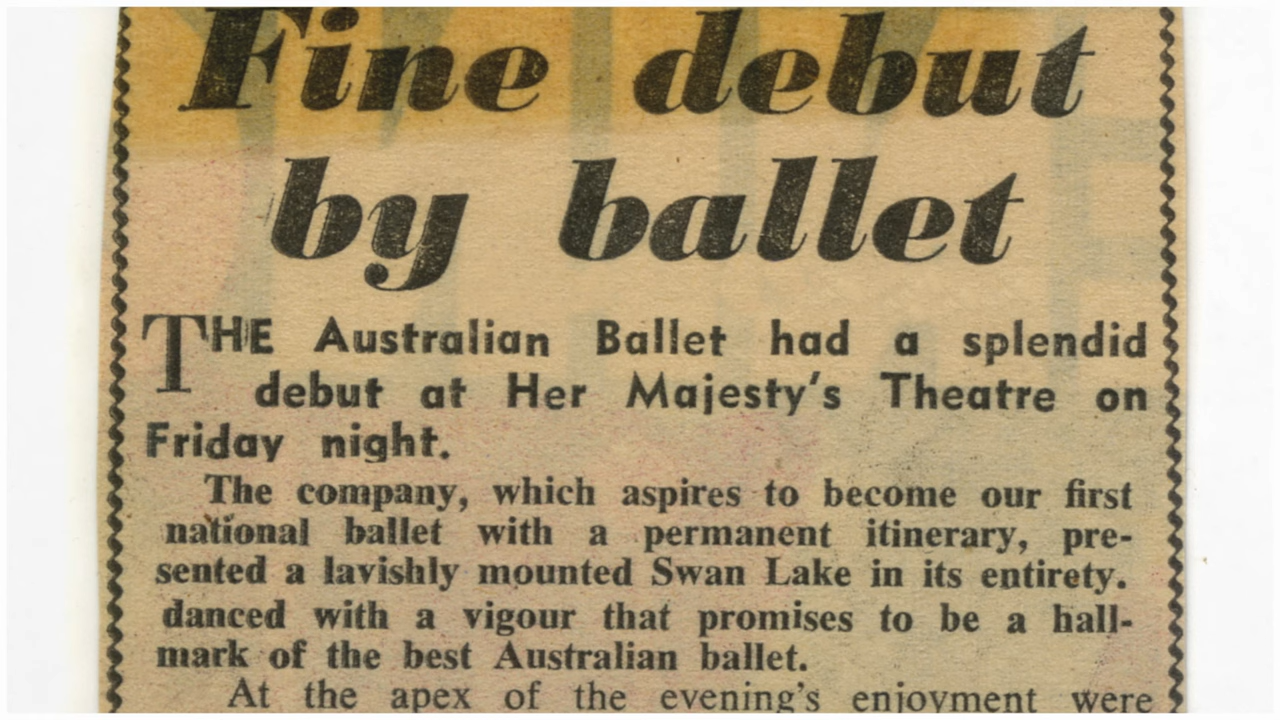 Fine debut
by ballet
THE Australian Ballet had a splendid
debut at Her Majesty's Theatre on
Friday night.
The company, which aspires to become our first
national ballet with a permanent itinerary, pre-
sented a lavishly mounted Swan Lake in its entirety.
danced with a vigour that promises to be a hall-
mark of the best Australian ballet.
At the apex of the evening's enjoyment were